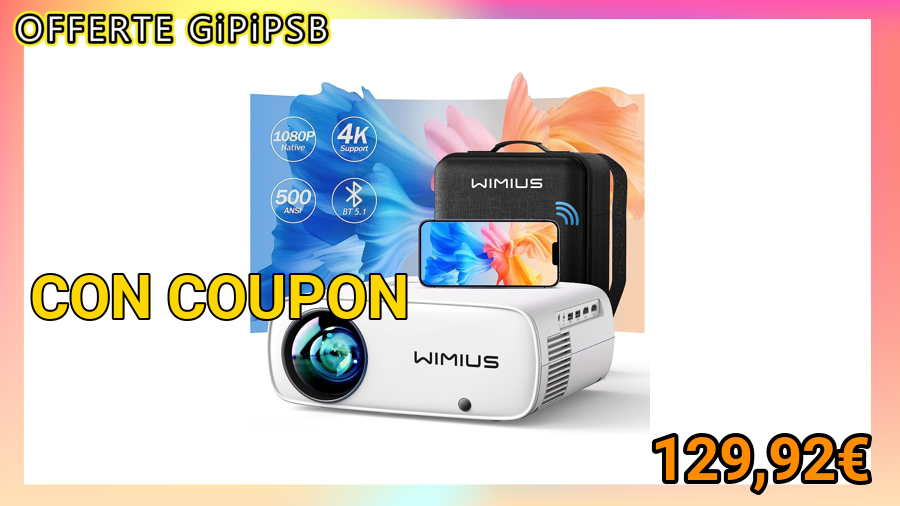 OFFERTE GiPiPSB
1080P
Native
4K
Support
500
ANSI
BT 5.1
WIMIUS
CON COUPON
WIMIUS
129,92€